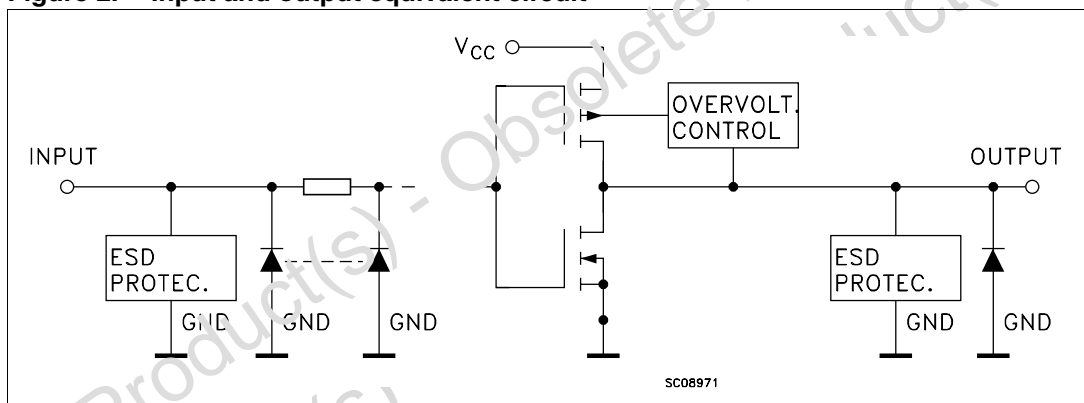 Figure 2. Input and output equivalent circuit
VCC
OVERVOLT.
CONTROL
INPUT
OUTPUT
ESD
PROTEC.
ESD
PROTEC.
GND
GND
GND
GND
GND
SC08971
Product(s) - Obsolete